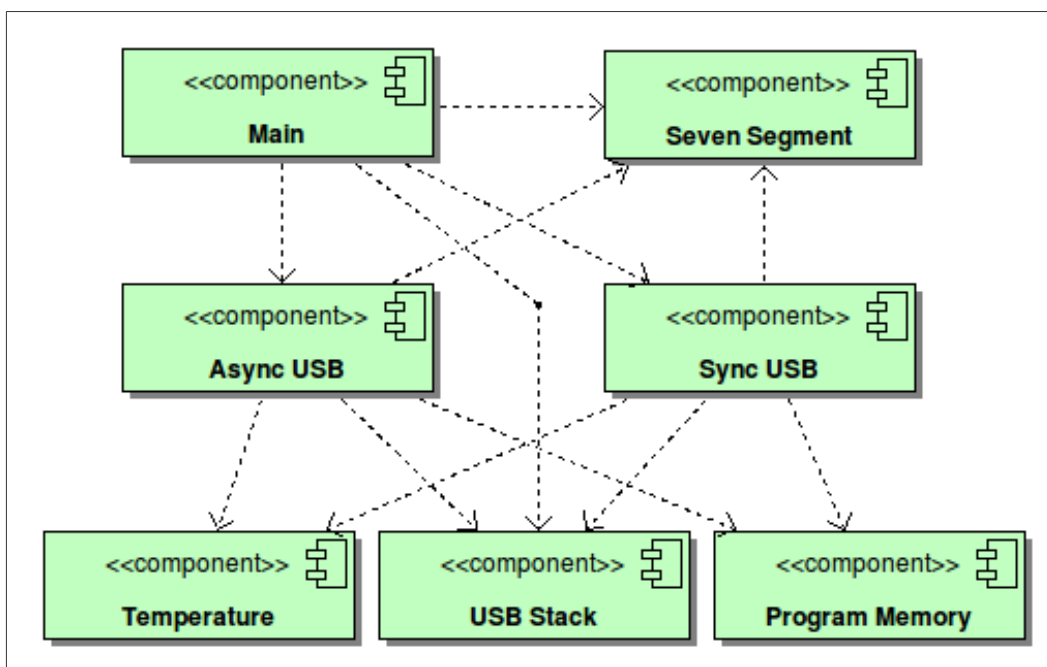 <<component>>
Main
<<component>>
Seven Segment
<<component>>
Async USB
<<component>>
Sync USB
<<component>>
Temperature
<<component>>
USB Stack
<<component>>
Program Memory